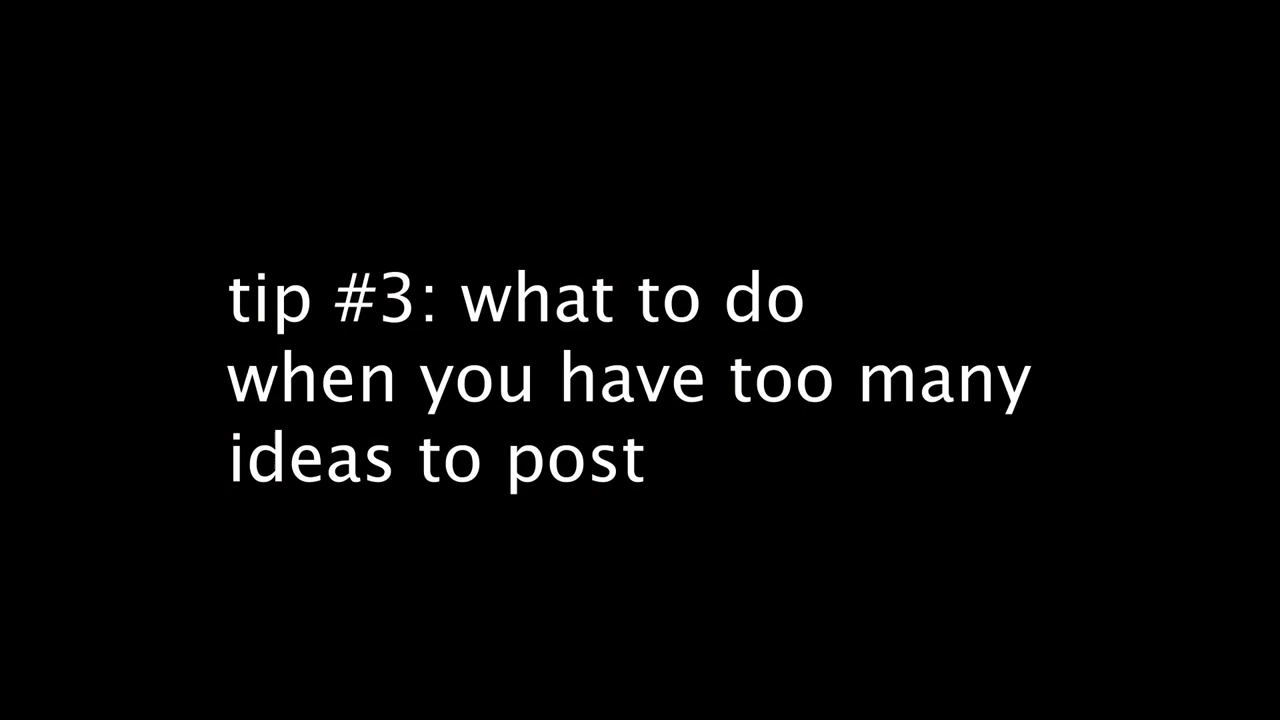 tip #3: what to do
when you have too many
ideas to post